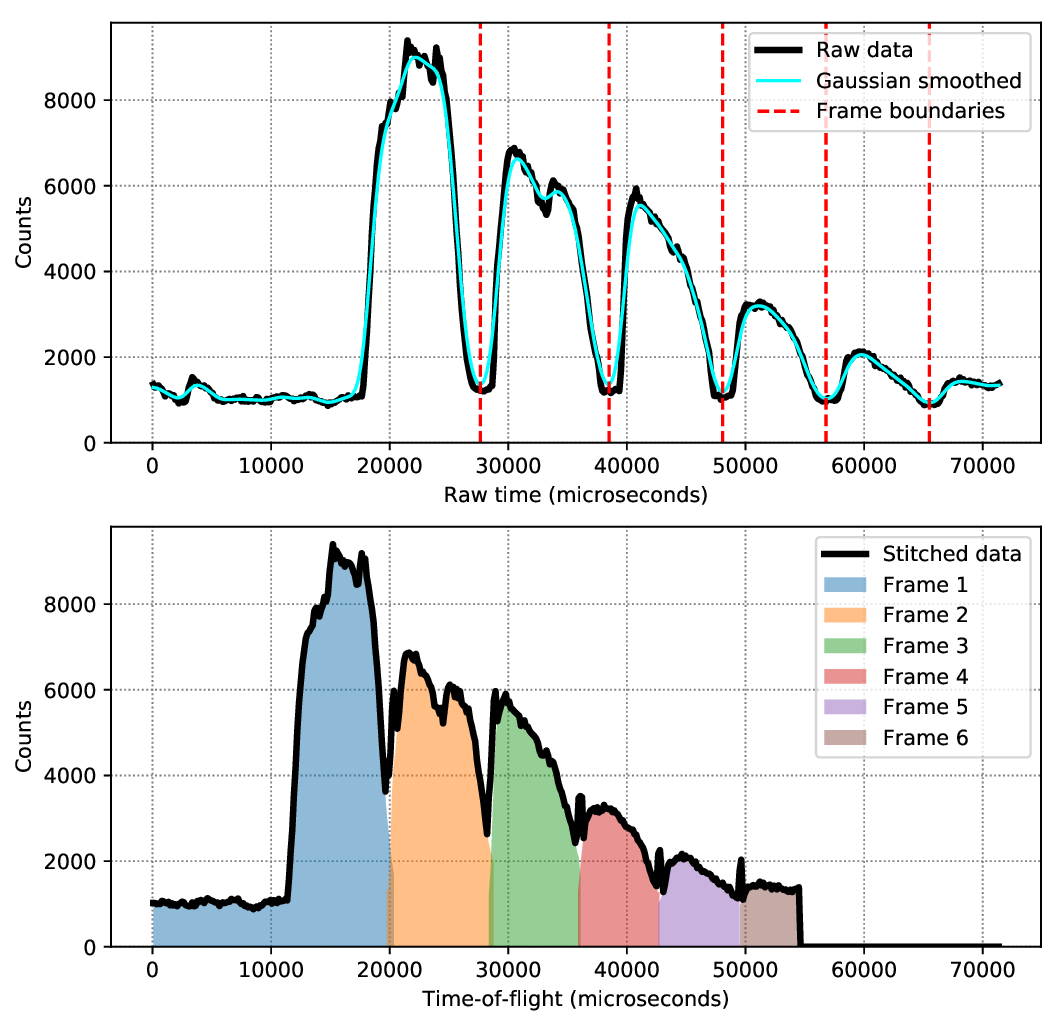 8000
6000
4000
2000
0
Counts
Raw data
Gaussian smoothed
Frame boundaries
0 10000 20000 30000 40000 50000 60000 70000
Raw time (microseconds)
8000
6000
4000
2000
0
Counts
Stitched data
Frame 1
Frame 2
Frame 3
Frame 4
Frame 5
Frame 6
0 10000 20000 30000 40000 50000 60000 70000
Time-of-flight (microseconds)